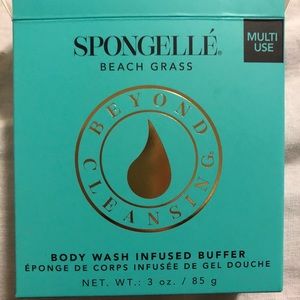 SPONGELLÉ®
BEACH GRASS
MULTI
USE
BEYOND
CLEANSING
BODY WASH INFUSED BUFFER
ÉPONGE DE CORPS INFUSÉE DE GEL DOUCHE
NET. WT.: 3 oz. / 85 g